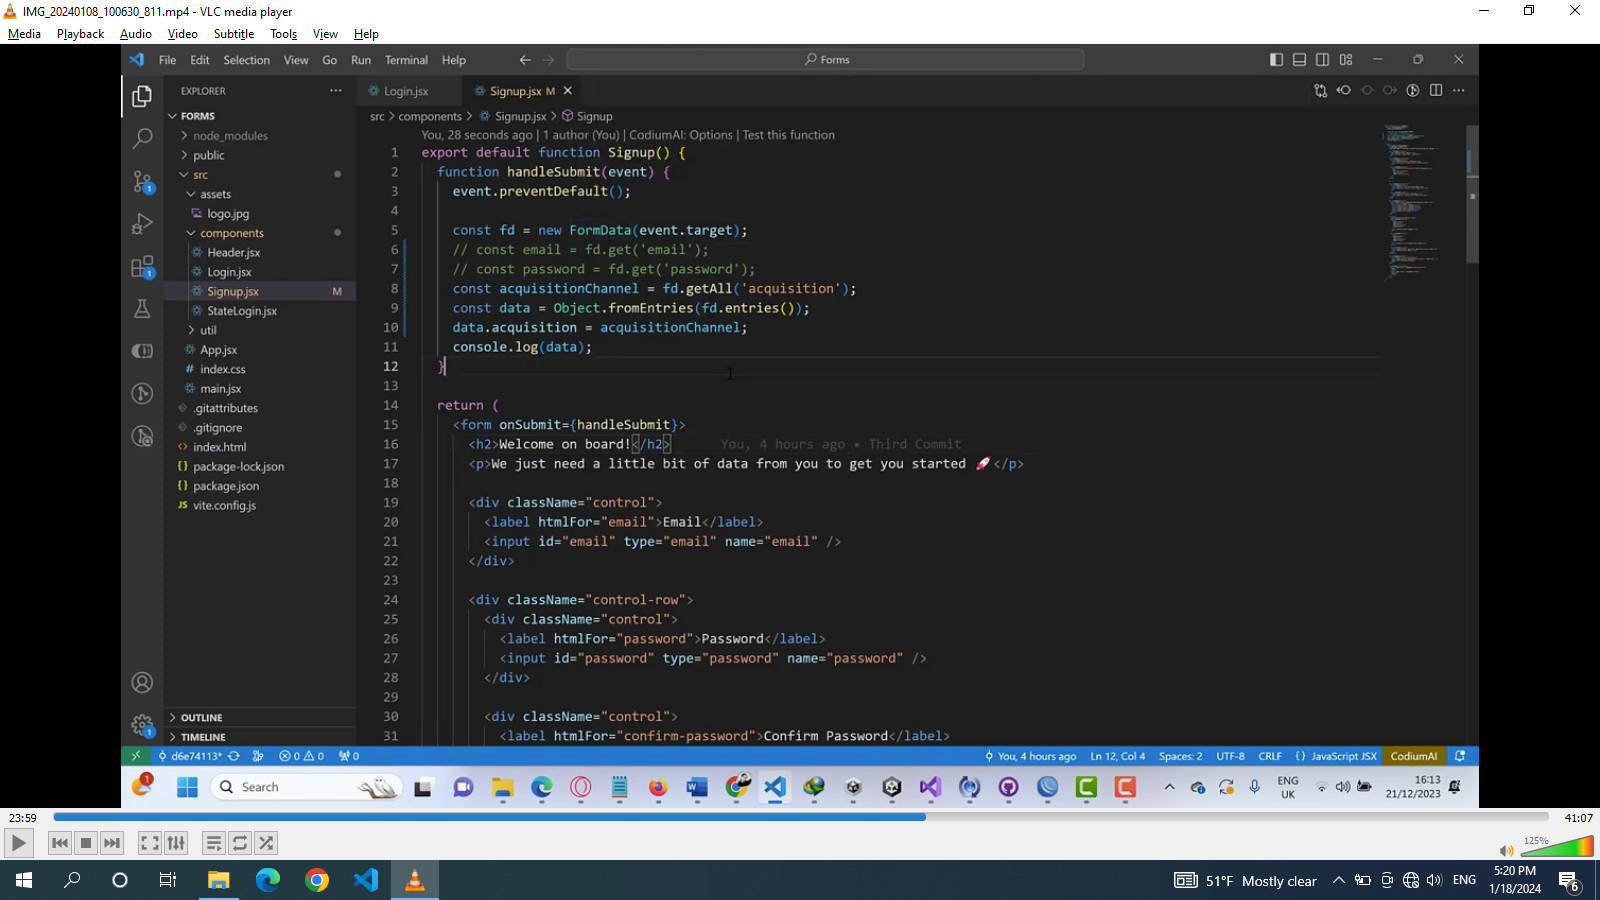 IMG_20240108_100630_811.mp4 - VLC media player
Media Playback Audio Video Subtitle Tools View Help
File Edit Selection View Go Run Terminal Help
Forms
EXPLORER
Login.jsx
Signup.jsx M
FORMS
src > components > Signup.jsx > Signup
node_modules
public
src
assets
logo.jpg
components
Header.jsx
Login.jsx
Signup.jsx M
StateLogin.jsx
util
App.jsx
index.css
main.jsx
.gitattributes
.gitignore
index.html
package-lock.json
package.json
vite.config.js
OUTLINE
TIMELINE
You, 28 seconds ago | 1 author (You) | CodiumAI: Options | Test this function
1 export default function Signup() {
2 function handleSubmit(event) {
3 event.preventDefault();
4
5 const fd = new FormData(event.target);
6 // const email = fd.get('email');
7 // const password = fd.get('password');
8 const acquisitionChannel = fd.getAll('acquisition');
9 const data = Object.fromEntries(fd.entries());
10 data.acquisition = acquisitionChannel;
11 console.log(data);
12 }
13
14 return (
15 <form onSubmit={handleSubmit}>
16 <h2>Welcome on board!</h2> You, 4 hours ago • Third Commit
17 <p>We just need a little bit of data from you to get you started 🚀</p>
18
19 <div className="control">
20 <label htmlFor="email">Email</label>
21 <input id="email" type="email" name="email" />
22 </div>
23
24 <div className="control-row">
25 <div className="control">
26 <label htmlFor="password">Password</label>
27 <input id="password" type="password" name="password" />
28 </div>
29
30 <div className="control">
31 <label htmlFor="confirm-password">Confirm Password</label>
d6e74113* 0 0 0 You, 4 hours ago Ln 12, Col 4 Spaces: 2 UTF-8 CRLF {} JavaScript JSX CodiumAI
1 Search ENG UK 16:13 21/12/2023
23:59 41:07
125%
51°F Mostly clear ENG 5:20 PM 1/18/2024 6